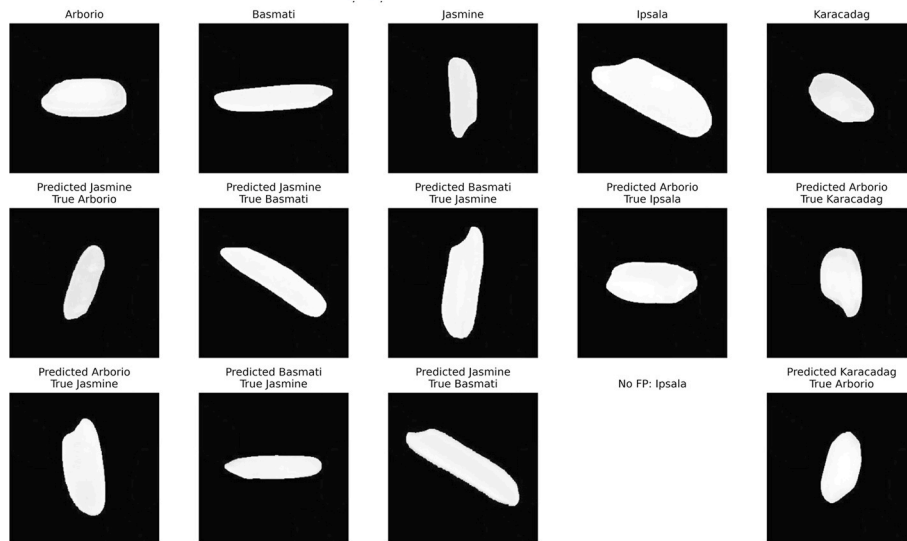 Arborio
Basmati
Jasmine
Ipsala
Karacadag
Predicted Jasmine
True Arborio
Predicted Jasmine
True Basmati
Predicted Basmati
True Jasmine
Predicted Arborio
True Ipsala
Predicted Arborio
True Karacadag
Predicted Arborio
True Jasmine
Predicted Basmati
True Jasmine
Predicted Jasmine
True Basmati
No FP: Ipsala
Predicted Karacadag
True Arborio